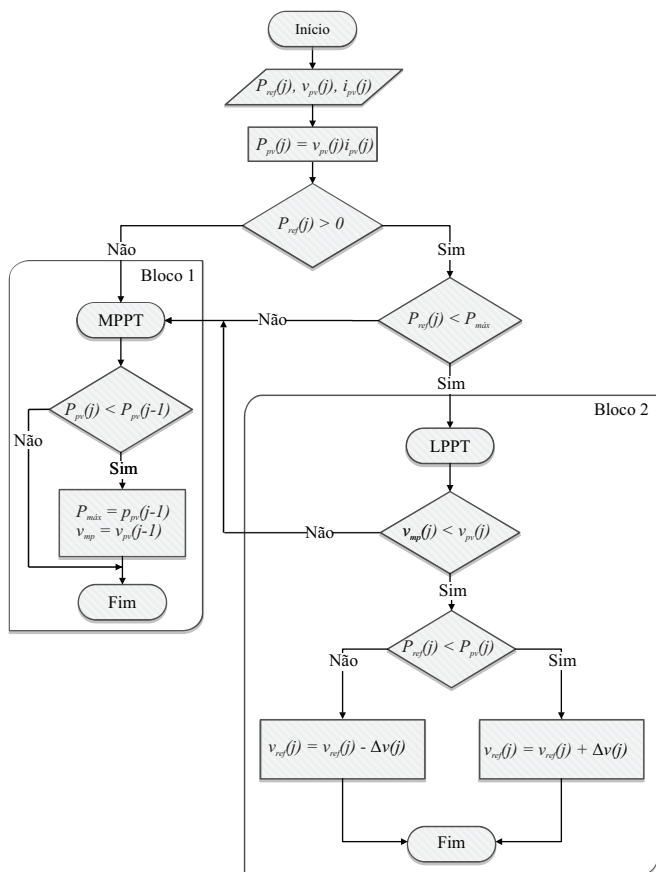 Início
P_ref(j), v_pv(j), i_pv(j)
P_pv(j) = v_pv(j)i_pv(j)
P_ref(j) > 0
Não
Sim
Bloco 1
MPPT
Não
P_ref(j) < P_máx
Sim
P_pv(j) < P_pv(j-1)
Não
Sim
P_máx = p_pv(j-1)
v_mp = v_pv(j-1)
Fim
Bloco 2
LPPT
v_mp(j) < v_pv(j)
Não
Sim
P_ref(j) < P_pv(j)
Não
Sim
v_ref(j) = v_ref(j) - Δv(j)
v_ref(j) = v_ref(j) + Δv(j)
Fim